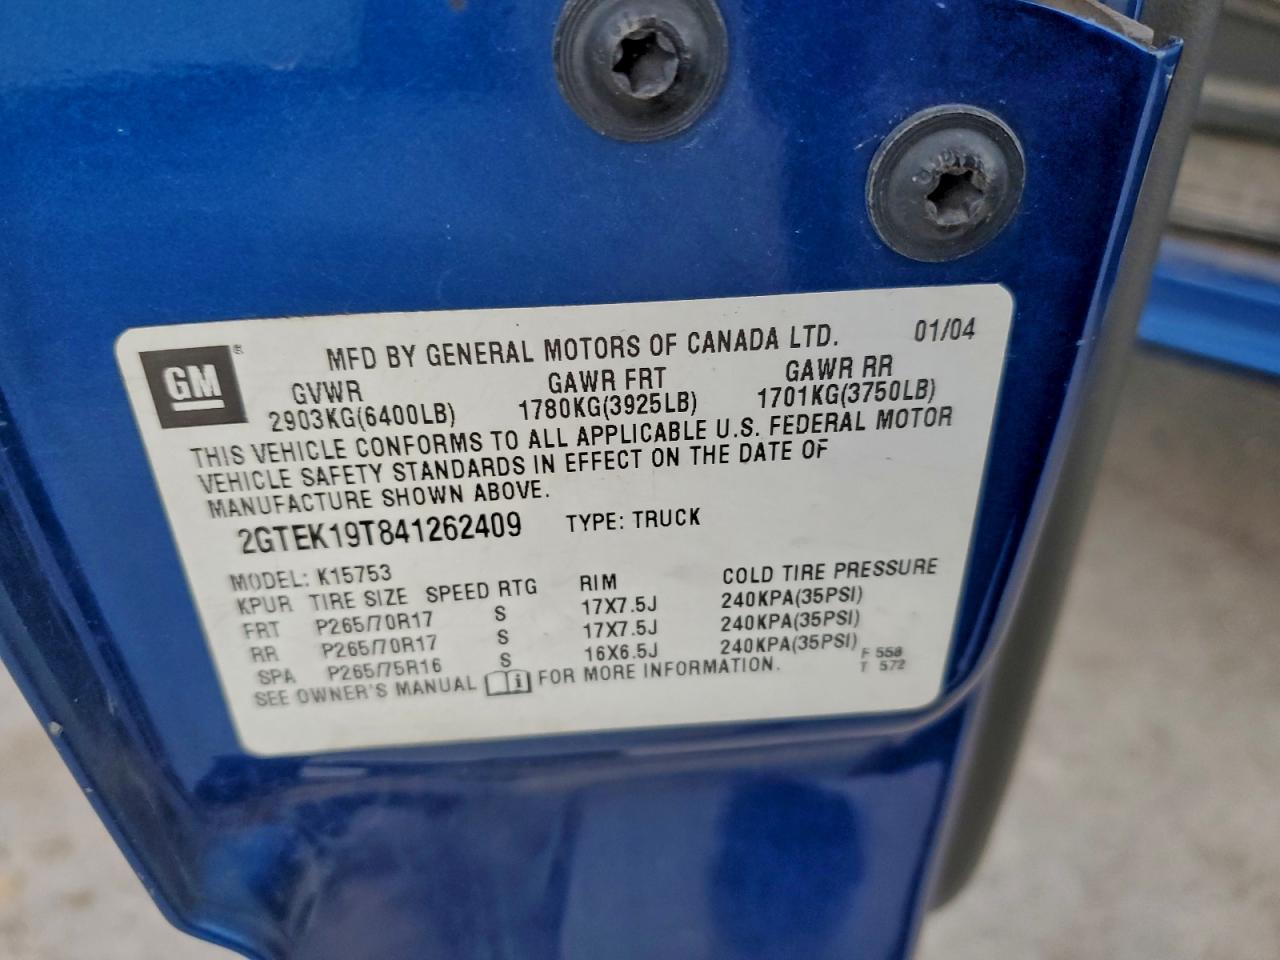 GM®
MFD BY GENERAL MOTORS OF CANADA LTD. 01/04
GVWR GAWR FRT GAWR RR
2903KG(6400LB) 1780KG(3925LB) 1701KG(3750LB)
THIS VEHICLE CONFORMS TO ALL APPLICABLE U.S. FEDERAL MOTOR
VEHICLE SAFETY STANDARDS IN EFFECT ON THE DATE OF
MANUFACTURE SHOWN ABOVE.
2GTEK19T841262409 TYPE: TRUCK
MODEL: K15753
KPUR TIRE SIZE SPEED RTG RIM COLD TIRE PRESSURE
FRT P265/70R17 S 17X7.5J 240KPA(35PSI)
RR P265/70R17 S 17X7.5J 240KPA(35PSI)
SPA P265/75R16 S 16X6.5J 240KPA(35PSI)
SEE OWNER'S MANUAL FOR MORE INFORMATION.
F 558
T 572